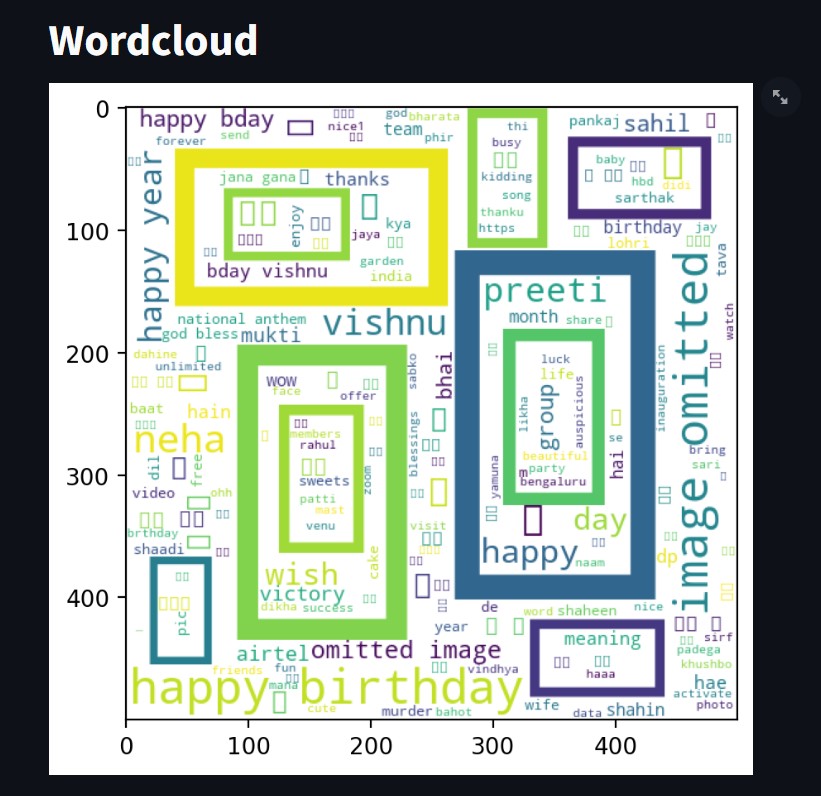 Wordcloud
0
100
200
300
400
0
100
200
300
400
happy bday
forever
send
nice1
god
bharata
team
phir
thi
busy
kidding
song
thanku
https
pankaj
sahil
baby
hbd
didi
sarthak
happy year
jana gana
thanks
enjoy
jaya
kya
garden
india
bday vishnu
birthday
jay
lohri
tava
national anthem
god bless
mukti
vishnu
preeti
month
share
image omitted
watch
dahine
unlimited
baat
hain
neha
dil
free
video
ohh
brthday
shaadi
wow
face
offer
members
rahul
sweets
patti
mast
venu
zoom
cake
sabko
bhai
blessings
visit
luck
life
likha
group
auspicious
beautiful
party
m
bengaluru
se
hai
yamuna
inauguration
bring
sari
day
happy
naam
dp
wish
victory
dikha
success
pic
de
word
shaheen
nice
year
meaning
haaa
sirf
padega
khushbo
airtel
omitted image
friends
fun
mana
vindhya
happy birthday
cute
murder
bahot
wife
data
shahin
hae
activate
photo